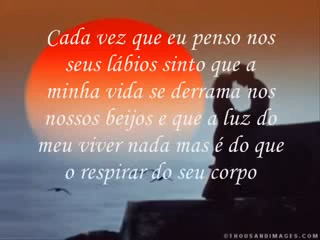 Cada vez que eu penso nos
seus lábios sinto que a
minha vida se derrama nos
nossos beijos e que a luz do
meu viver nada mas é do que
o respirar do seu corpo
©THOUSANDIMAGES.COM